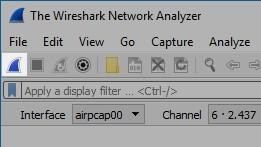 The Wireshark Network Analyzer
File Edit View Go Capture Analyze
Apply a display filter ... <Ctrl-/>
Interface airpcap00 Channel 6 · 2.437